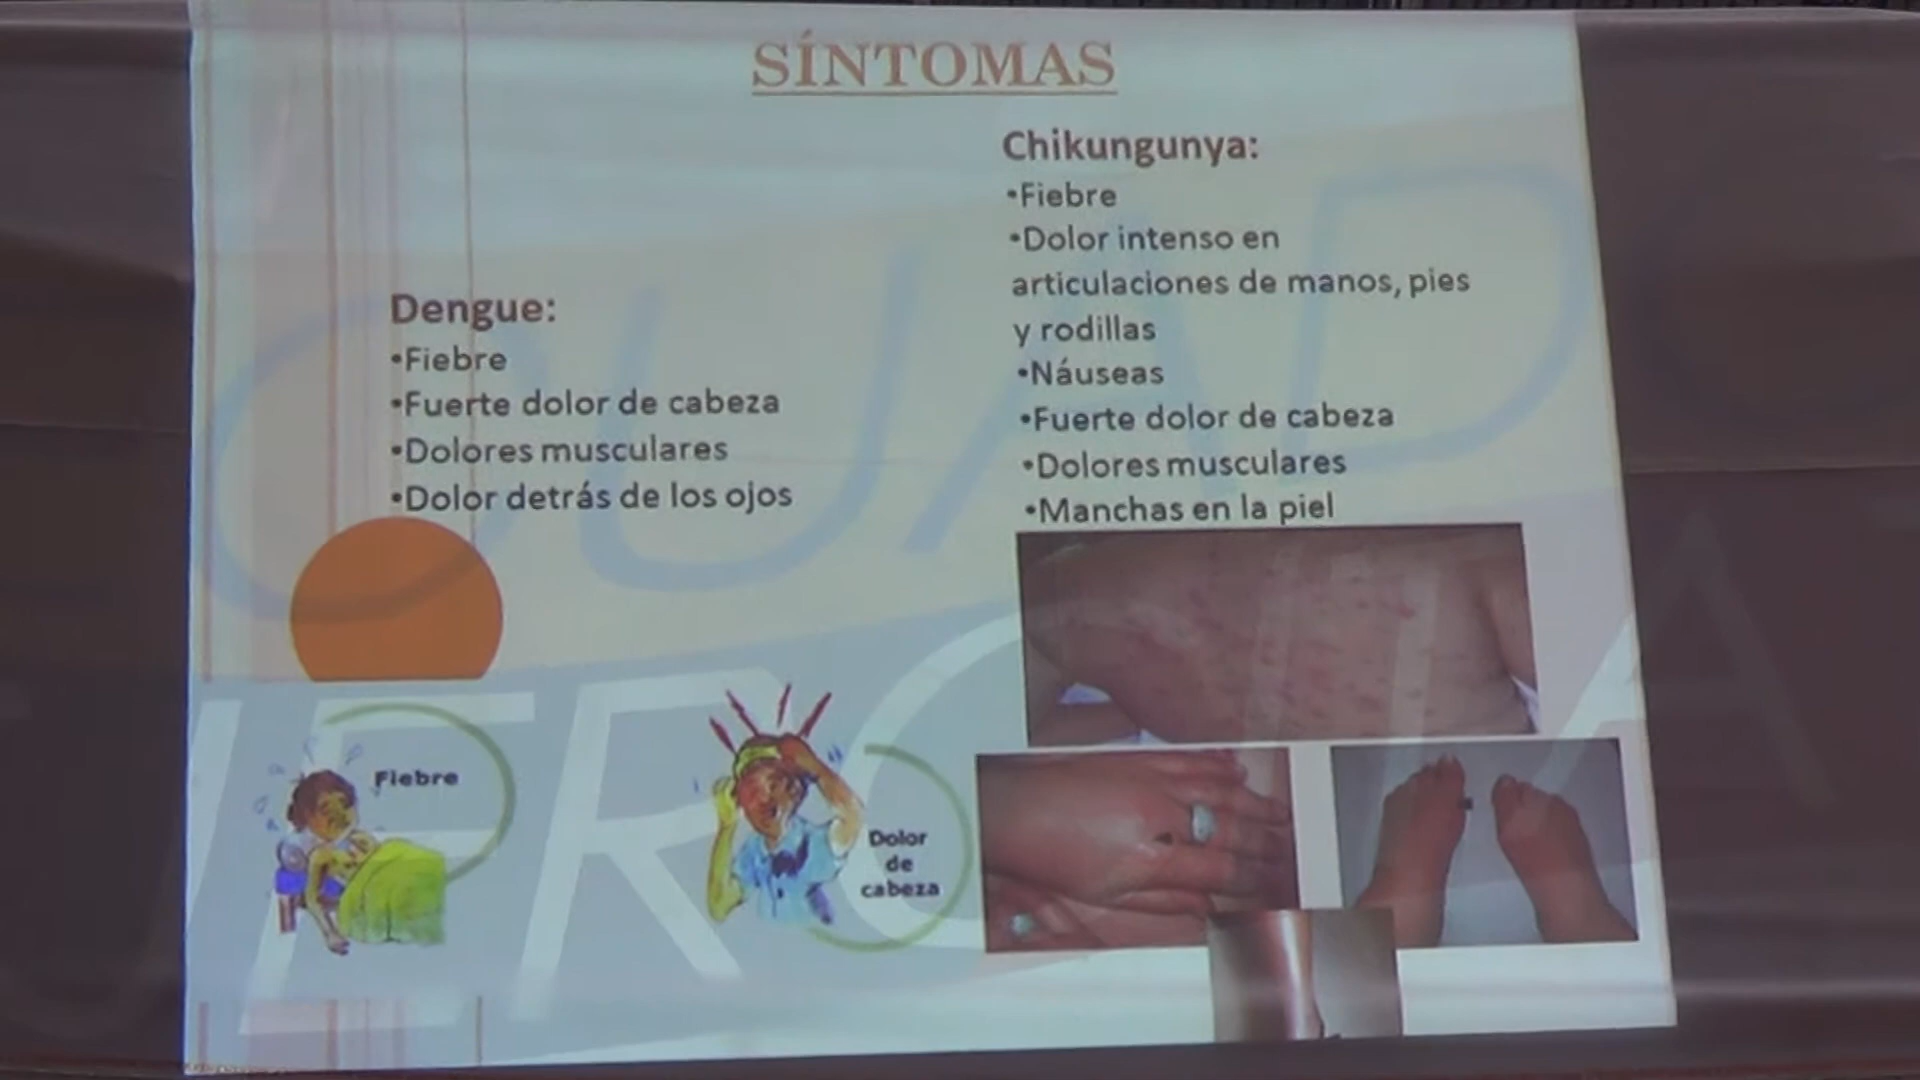 SÍNTOMAS
Dengue:
•Fiebre
•Fuerte dolor de cabeza
•Dolores musculares
•Dolor detrás de los ojos
Chikungunya:
•Fiebre
•Dolor intenso en
articulaciones de manos, pies
y rodillas
•Náuseas
•Fuerte dolor de cabeza
•Dolores musculares
•Manchas en la piel
Fiebre
Dolor
de
cabeza